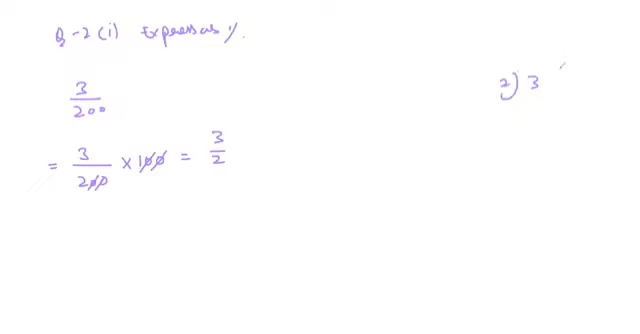 Q-2(i) Express as %.
3/200
= 3/200 × 100 = 3/2
2)3